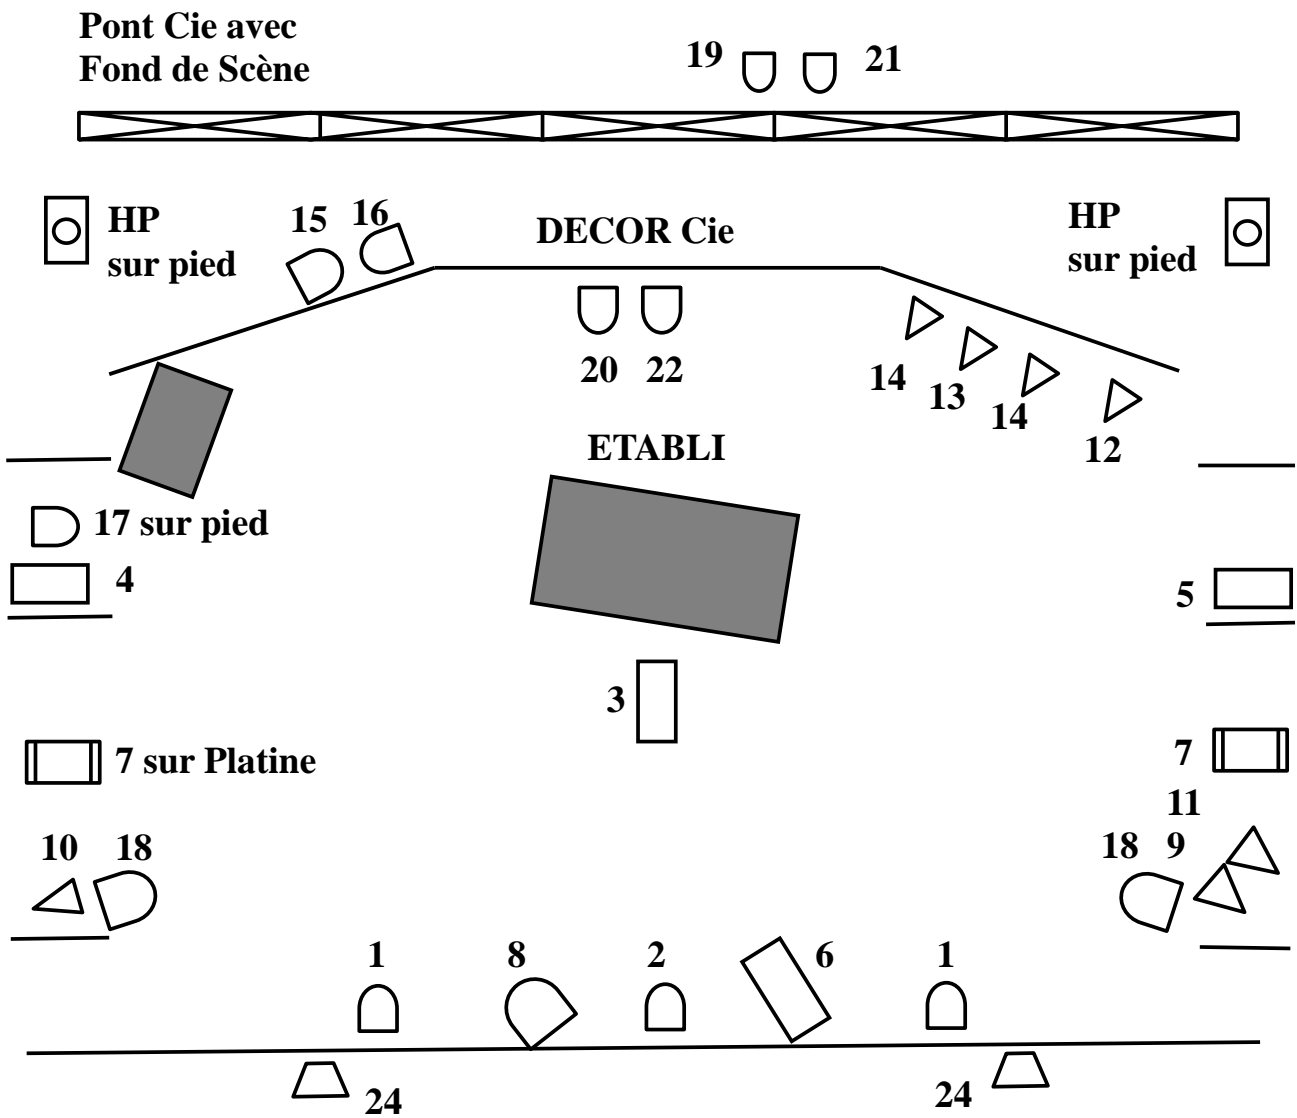 Pont Cie avec
Fond de Scène
19
21
HP
sur pied
15
16
DECOR Cie
HP
sur pied
20
22
14
13
14
12
ETABLI
17 sur pied
4
5
3
7 sur Platine
7
11
10
18
18
9
1
8
2
6
1
24
24